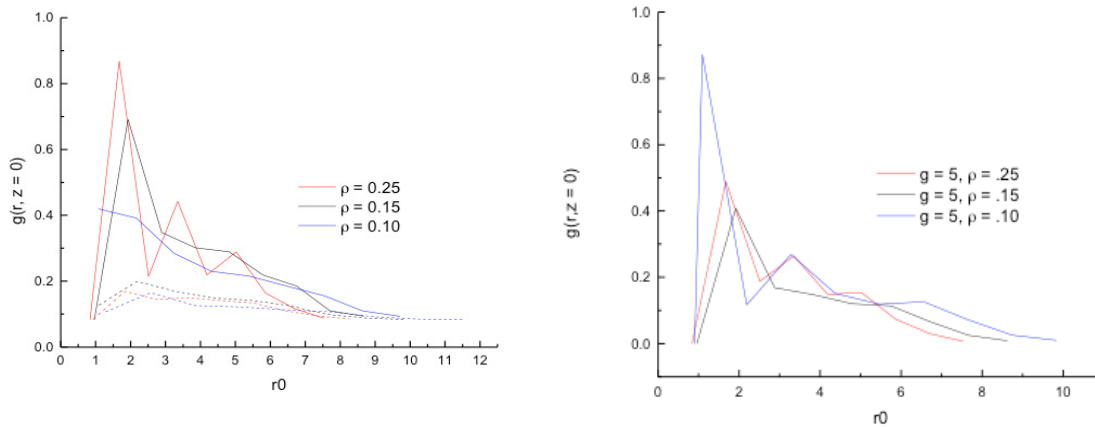 1.0
0.8
0.6
0.4
0.2
0.0
g(r, z = 0)
0 1 2 3 4 5 6 7 8 9 10 11 12
r0
ρ = 0.25
ρ = 0.15
ρ = 0.10
1.0
0.8
0.6
0.4
0.2
0.0
g(r,z = 0)
0 2 4 6 8 10
r0
g = 5, ρ = .25
g = 5, ρ = .15
g = 5, ρ = .10